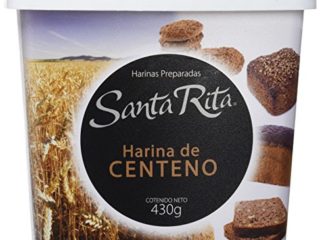 Harinas Preparadas
Santa Rita®
Harina de
CENTENO
CONTENIDO NETO
430g